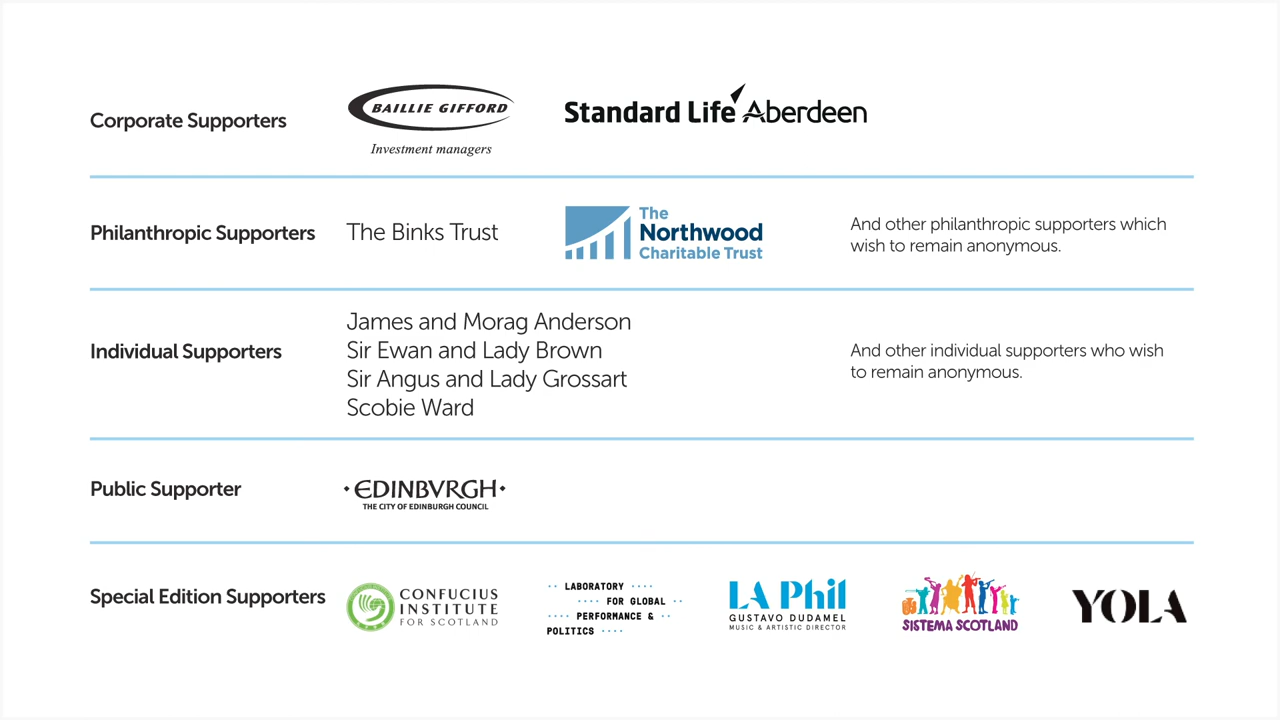 Corporate Supporters
BAILLIE GIFFORD
Investment managers
Standard Life Aberdeen
Philanthropic Supporters
The Binks Trust
The
Northwood
Charitable Trust
And other philanthropic supporters which
wish to remain anonymous.
Individual Supporters
James and Morag Anderson
Sir Ewan and Lady Brown
Sir Angus and Lady Grossart
Scobie Ward
And other individual supporters who wish
to remain anonymous.
Public Supporter
·EDINBVRGH·
THE CITY OF EDINBURGH COUNCIL
Special Edition Supporters
CONFUCIUS
INSTITUTE
FOR SCOTLAND
·· LABORATORY ····
···· FOR GLOBAL ··
···· PERFORMANCE & ··
POLITICS ····
LA Phil
GUSTAVO DUDAMEL
MUSIC & ARTISTIC DIRECTOR
SISTEMA SCOTLAND
YOLA